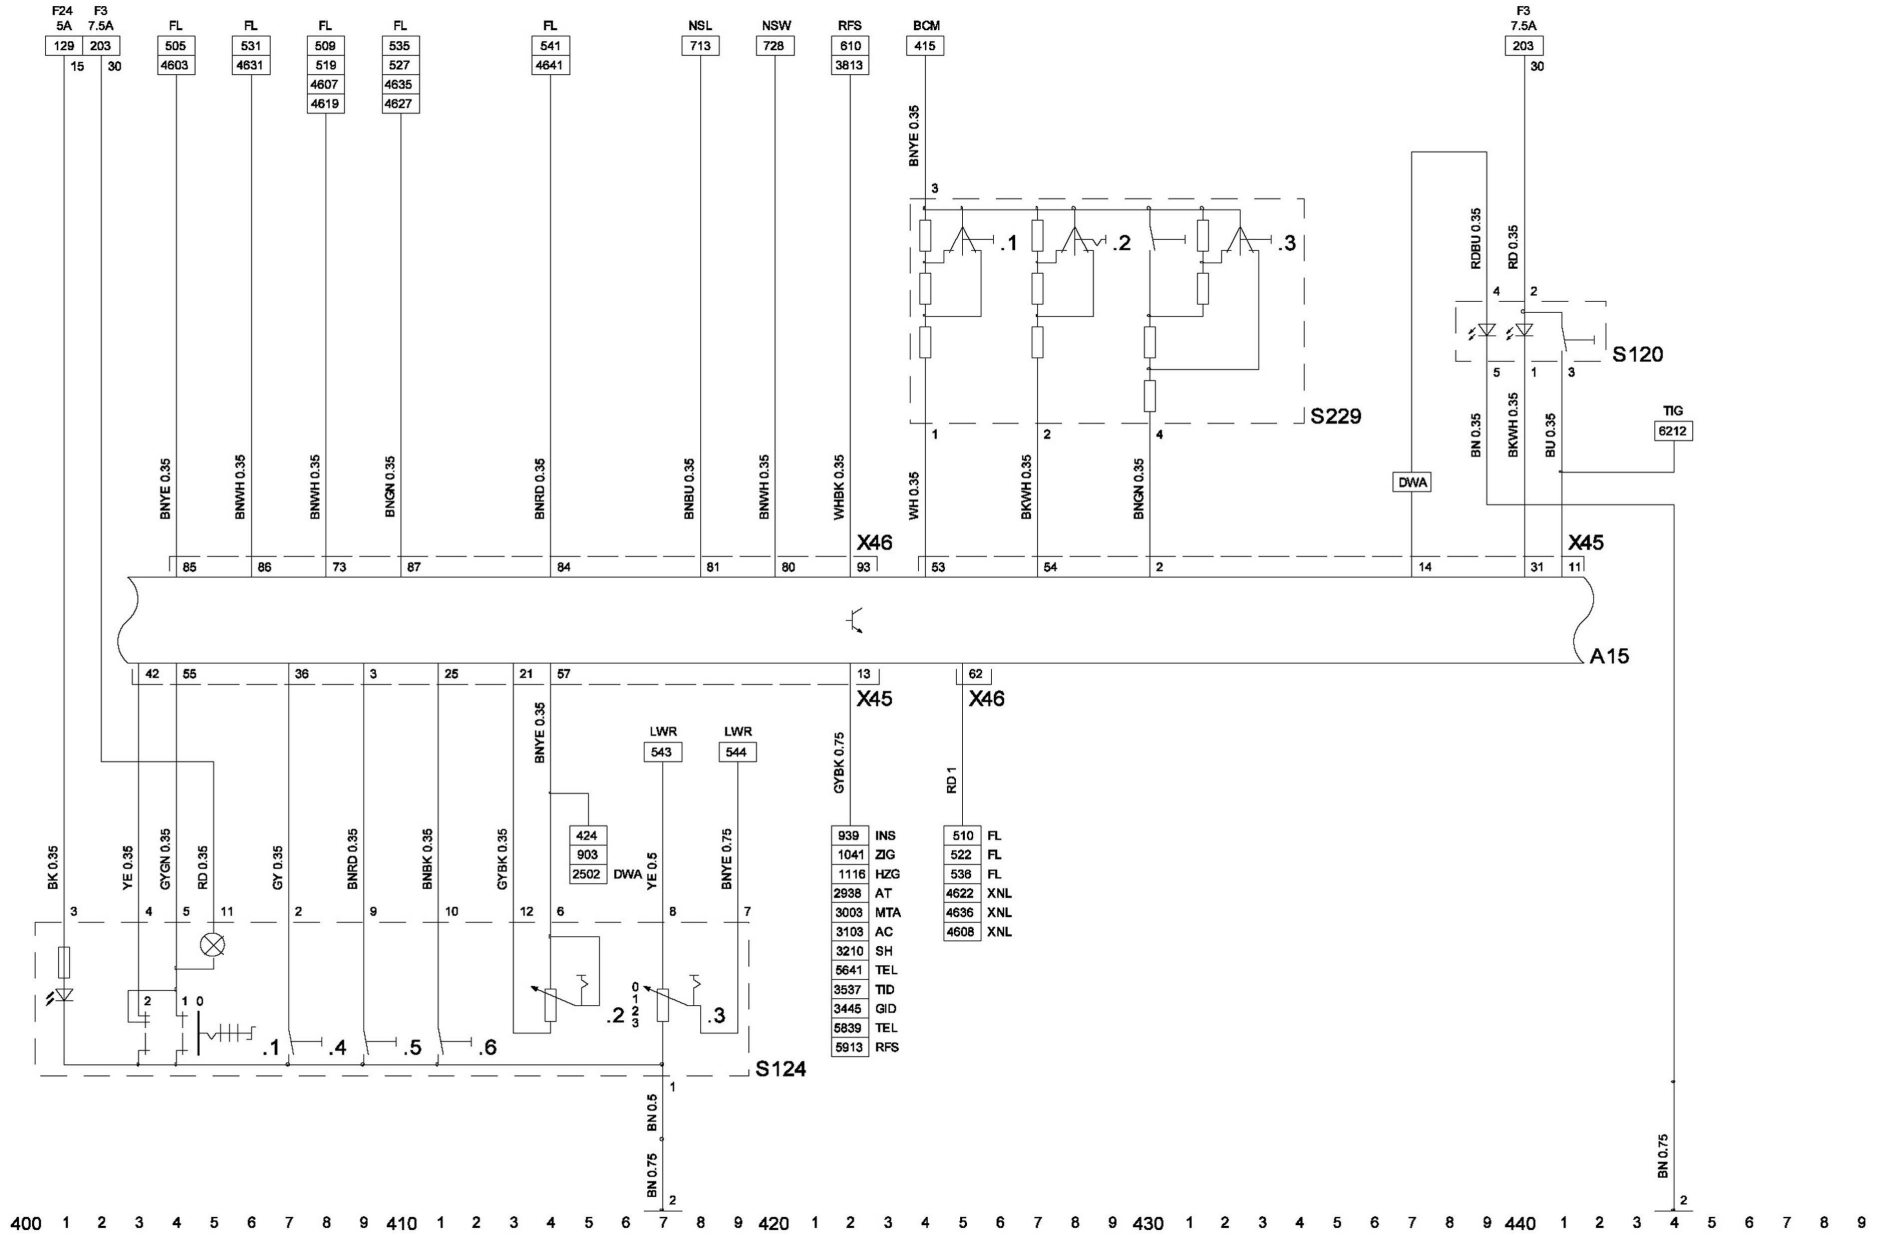 F24 F3 F3
5A 7.5A FL FL FL FL FL NSL NSW RFS BCM 7.5A
129 203 505 531 509 535 541 713 728 610 415 203
15 30 4603 4631 519 527 4641 3813 30
4607 4635
4619 4627
BNYE 0.35
3
.1 .2 .3
RDBU 0.35 RD 0.35
4 2
S120
5 1 3
S229
1 2 4
TIG
6212
BN 0.35 BKWH 0.35 BU 0.35
DWA
BNYE 0.35 BNWH 0.35 BNWH 0.35 BNGN 0.35 BNRD 0.35 BNBU 0.35 BNWH 0.35 WHBK 0.35 WH 0.35 BKWH 0.35 BNGN 0.35
X46 X45
85 86 73 87 84 81 80 93 53 54 2 14 31 11
A15
42 55 36 3 25 21 57 13 62
X45 X46
BNYE 0.35
LWR LWR
543 544
GYBK 0.75 RD 1
BK 0.35 YE 0.35 GYGN 0.35 RD 0.35 GY 0.35 BNRD 0.35 BNBK 0.35 GYBK 0.35 YE 0.5 BNYE 0.75
424
903
2502 DWA
939 INS 510 FL
1041 ZIG 522 FL
1116 HZG 536 FL
2938 AT 4622 XNL
3003 MTA 4636 XNL
3103 AC 4608 XNL
3210 SH
5641 TEL
3537 TID
3445 GID
5839 TEL
5913 RFS
3 4 5 11 2 9 10 12 6 8 7
2 1 0
0
1
2
3
.1 .4 .5 .6 .2 .3
S124
1
BN 0.5
BN 0.75
2
BN 0.75
2
400 1 2 3 4 5 6 7 8 9 410 1 2 3 4 5 6 7 8 9 420 1 2 3 4 5 6 7 8 9 430 1 2 3 4 5 6 7 8 9 440 1 2 3 4 5 6 7 8 9